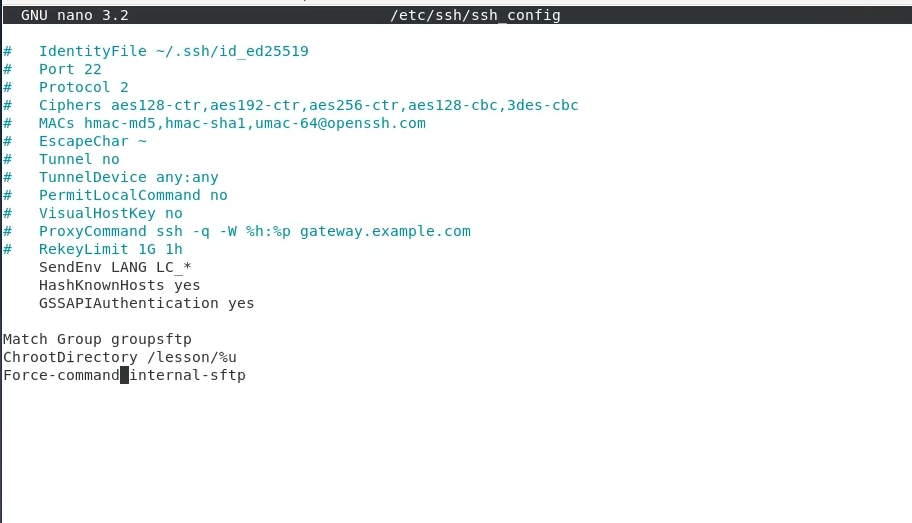 GNU nano 3.2 /etc/ssh/ssh_config
# IdentityFile ~/.ssh/id_ed25519
# Port 22
# Protocol 2
# Ciphers aes128-ctr,aes192-ctr,aes256-ctr,aes128-cbc,3des-cbc
# MACs hmac-md5,hmac-sha1,umac-64@openssh.com
# EscapeChar ~
# Tunnel no
# TunnelDevice any:any
# PermitLocalCommand no
# VisualHostKey no
# ProxyCommand ssh -q -W %h:%p gateway.example.com
# RekeyLimit 1G 1h
SendEnv LANG LC_*
HashKnownHosts yes
GSSAPIAuthentication yes
Match Group groupsftp
ChrootDirectory /lesson/%u
Force-command internal-sftp